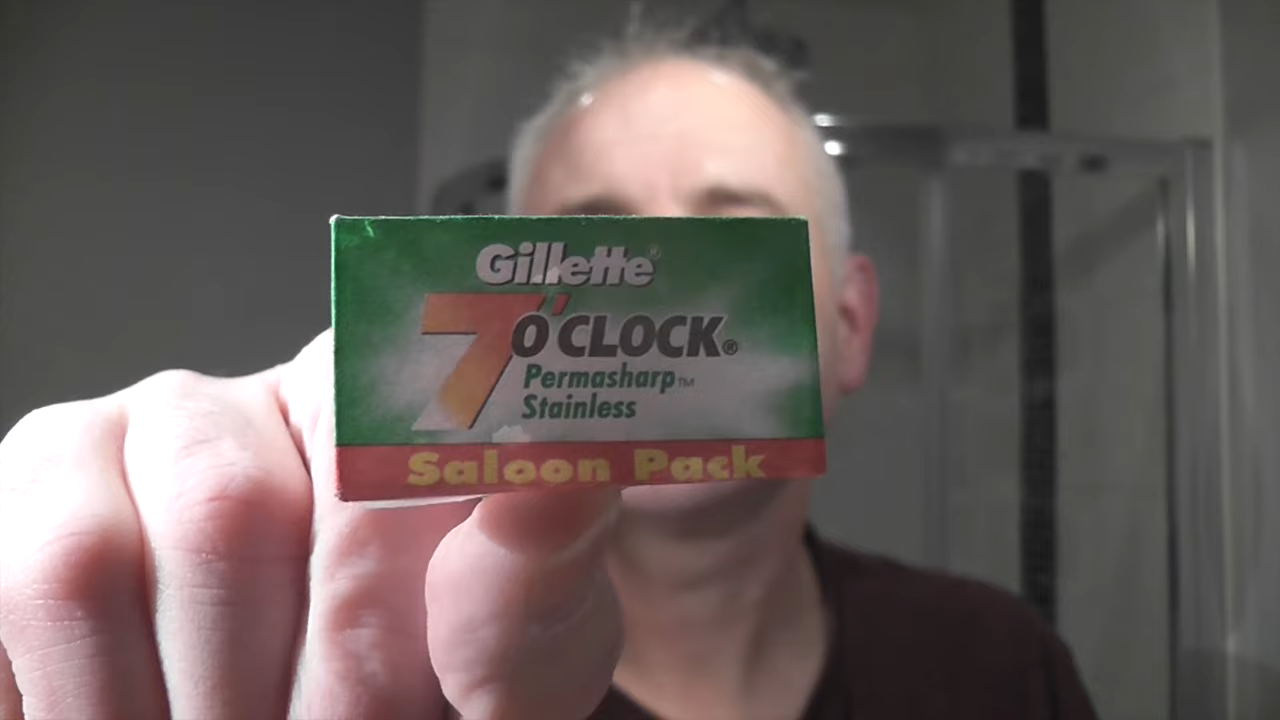 Gillette®
7 O'CLOCK®
Permasharp™
Stainless
Saloon Pack